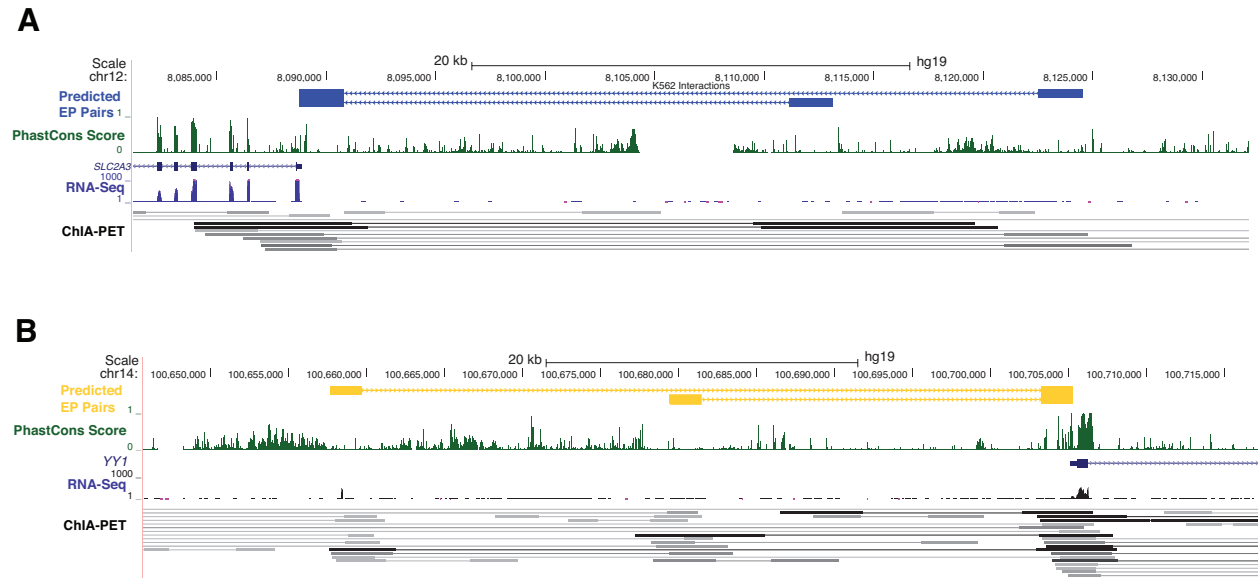 A
Scale 20 kb hg19
chr12: 8,085,000 8,090,000 8,095,000 8,100,000 8,105,000 8,110,000 8,115,000 8,120,000 8,125,000 8,130,000
K562 Interactions
Predicted
EP Pairs
1
PhastCons Score
0
SLC2A3
1000
RNA-Seq
1
ChIA-PET
B
Scale 20 kb hg19
chr14: 100,650,000 100,655,000 100,660,000 100,665,000 100,670,000 100,675,000 100,680,000 100,685,000 100,690,000 100,695,000 100,700,000 100,705,000 100,710,000 100,715,000
Predicted
EP Pairs
1
PhastCons Score
0
YY1
1000
RNA-Seq
1
ChIA-PET